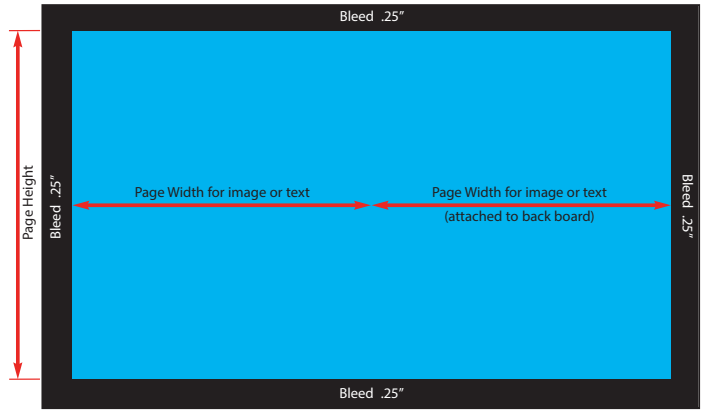 Bleed .25"
Page Height
Bleed .25"
Page Width for image or text
Page Width for image or text
(attached to back board)
Bleed .25"
Bleed .25"